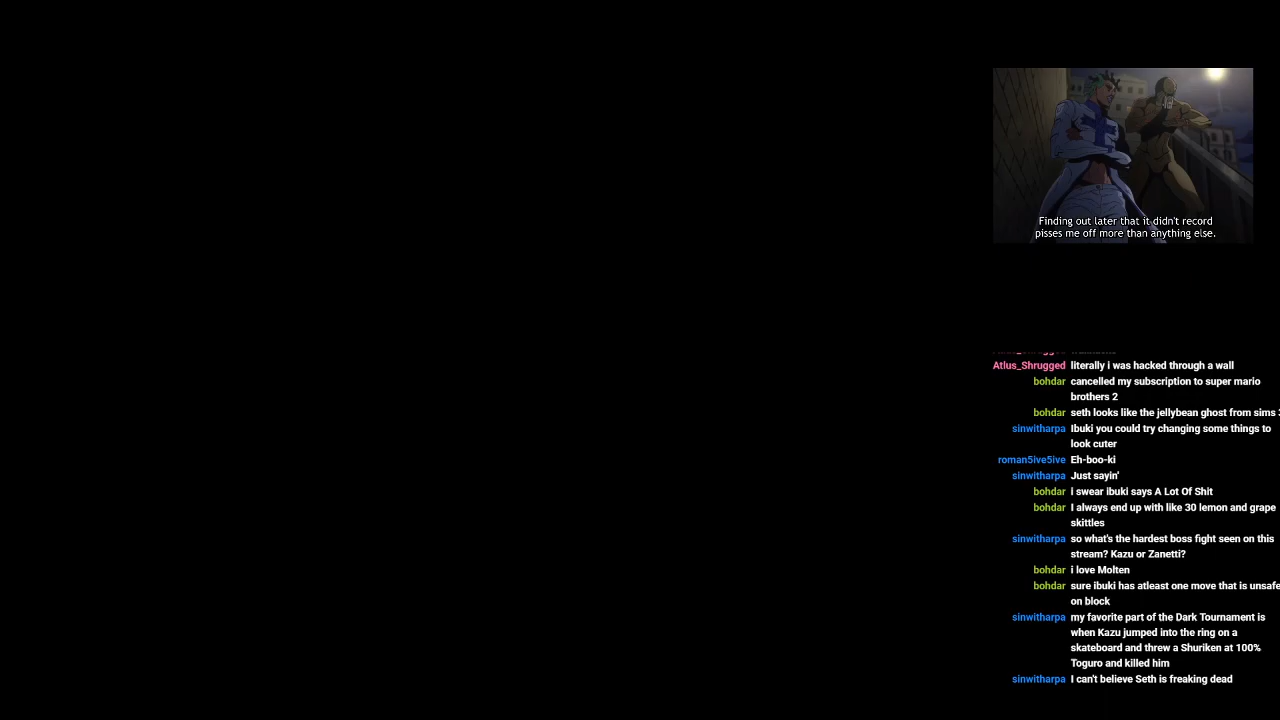 Finding out later that it didn't record
pisses me off more than anything else.
Atlus_Shrugged literally i was hacked through a wall
bohdar cancelled my subscription to super mario
brothers 2
bohdar seth looks like the jellybean ghost from sims
sinwitharpa Ibuki you could try changing some things to
look cuter
roman5ive5ive Eh-boo-ki
sinwitharpa Just sayin'
bohdar i swear ibuki says A Lot Of Shit
bohdar I always end up with like 30 lemon and grape
skittles
sinwitharpa so what's the hardest boss fight seen on this
stream? Kazu or Zanetti?
bohdar i love Molten
bohdar sure ibuki has atleast one move that is unsafe
on block
sinwitharpa my favorite part of the Dark Tournament is
when Kazu jumped into the ring on a
skateboard and threw a Shuriken at 100%
Toguro and killed him
sinwitharpa I can't believe Seth is freaking dead